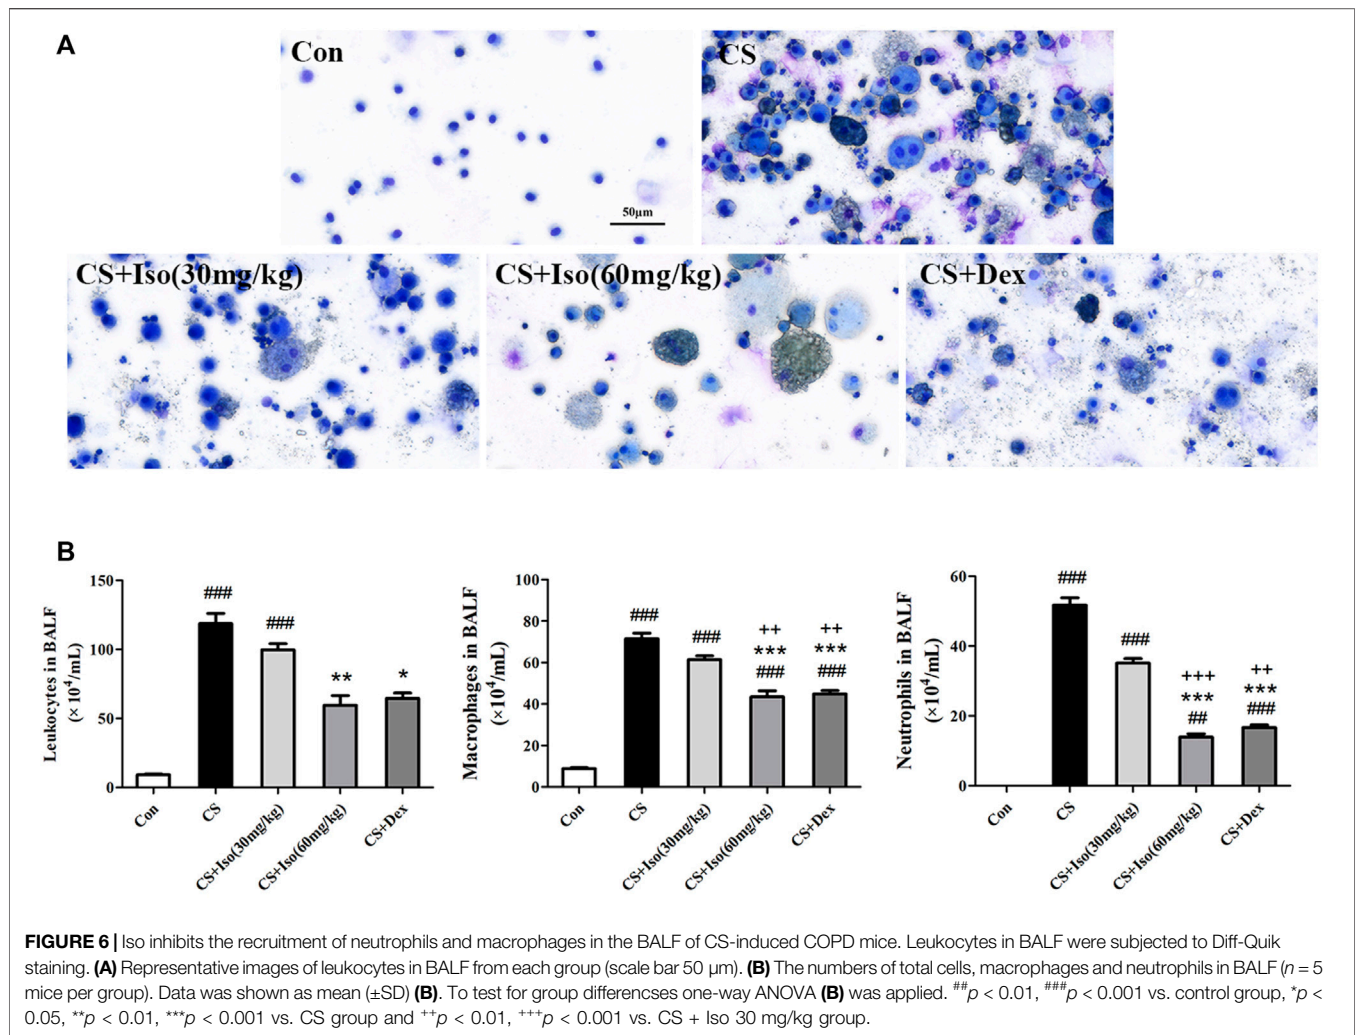 A
Con
CS
50µm
CS+Iso(30mg/kg)
CS+Iso(60mg/kg)
CS+Dex
B
Leukocytes in BALF
(×10⁴/mL)
150
100
50
0
###
###
**
*
Con
CS
CS+Iso(30mg/kg)
CS+Iso(60mg/kg)
CS+Dex
Macrophages in BALF
(×10⁴/mL)
100
80
60
40
20
0
###
###
++
***
###
++
***
###
Con
CS
CS+Iso(30mg/kg)
CS+Iso(60mg/kg)
CS+Dex
Neutrophils in BALF
(×10⁴/mL)
60
40
20
0
###
###
+++
***
##
++
***
###
Con
CS
CS+Iso(30mg/kg)
CS+Iso(60mg/kg)
CS+Dex
FIGURE 6 | Iso inhibits the recruitment of neutrophils and macrophages in the BALF of CS-induced COPD mice. Leukocytes in BALF were subjected to Diff-Quik
staining. (A) Representative images of leukocytes in BALF from each group (scale bar 50 µm). (B) The numbers of total cells, macrophages and neutrophils in BALF (n = 5
mice per group). Data was shown as mean (±SD) (B). To test for group differencses one-way ANOVA (B) was applied. ##p < 0.01, ###p < 0.001 vs. control group, *p <
0.05, **p < 0.01, ***p < 0.001 vs. CS group and ++p < 0.01, +++p < 0.001 vs. CS + Iso 30 mg/kg group.